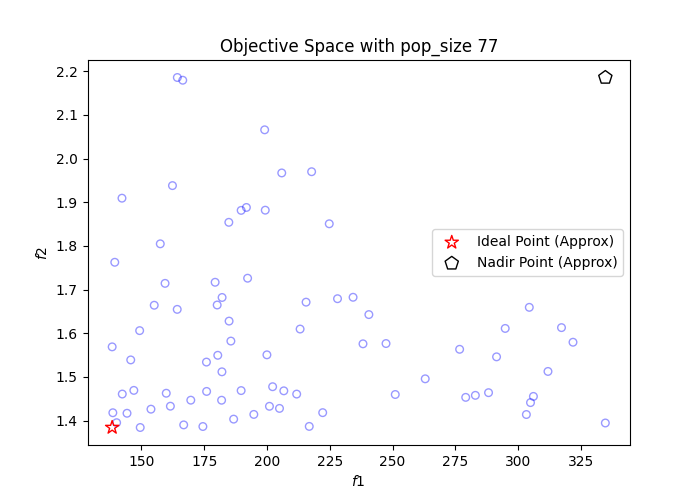 Objective Space with pop_size 77
2.2
2.1
2.0
1.9
1.8
1.7
1.6
1.5
1.4
f2
Ideal Point (Approx)
Nadir Point (Approx)
150 175 200 225 250 275 300 325
f1